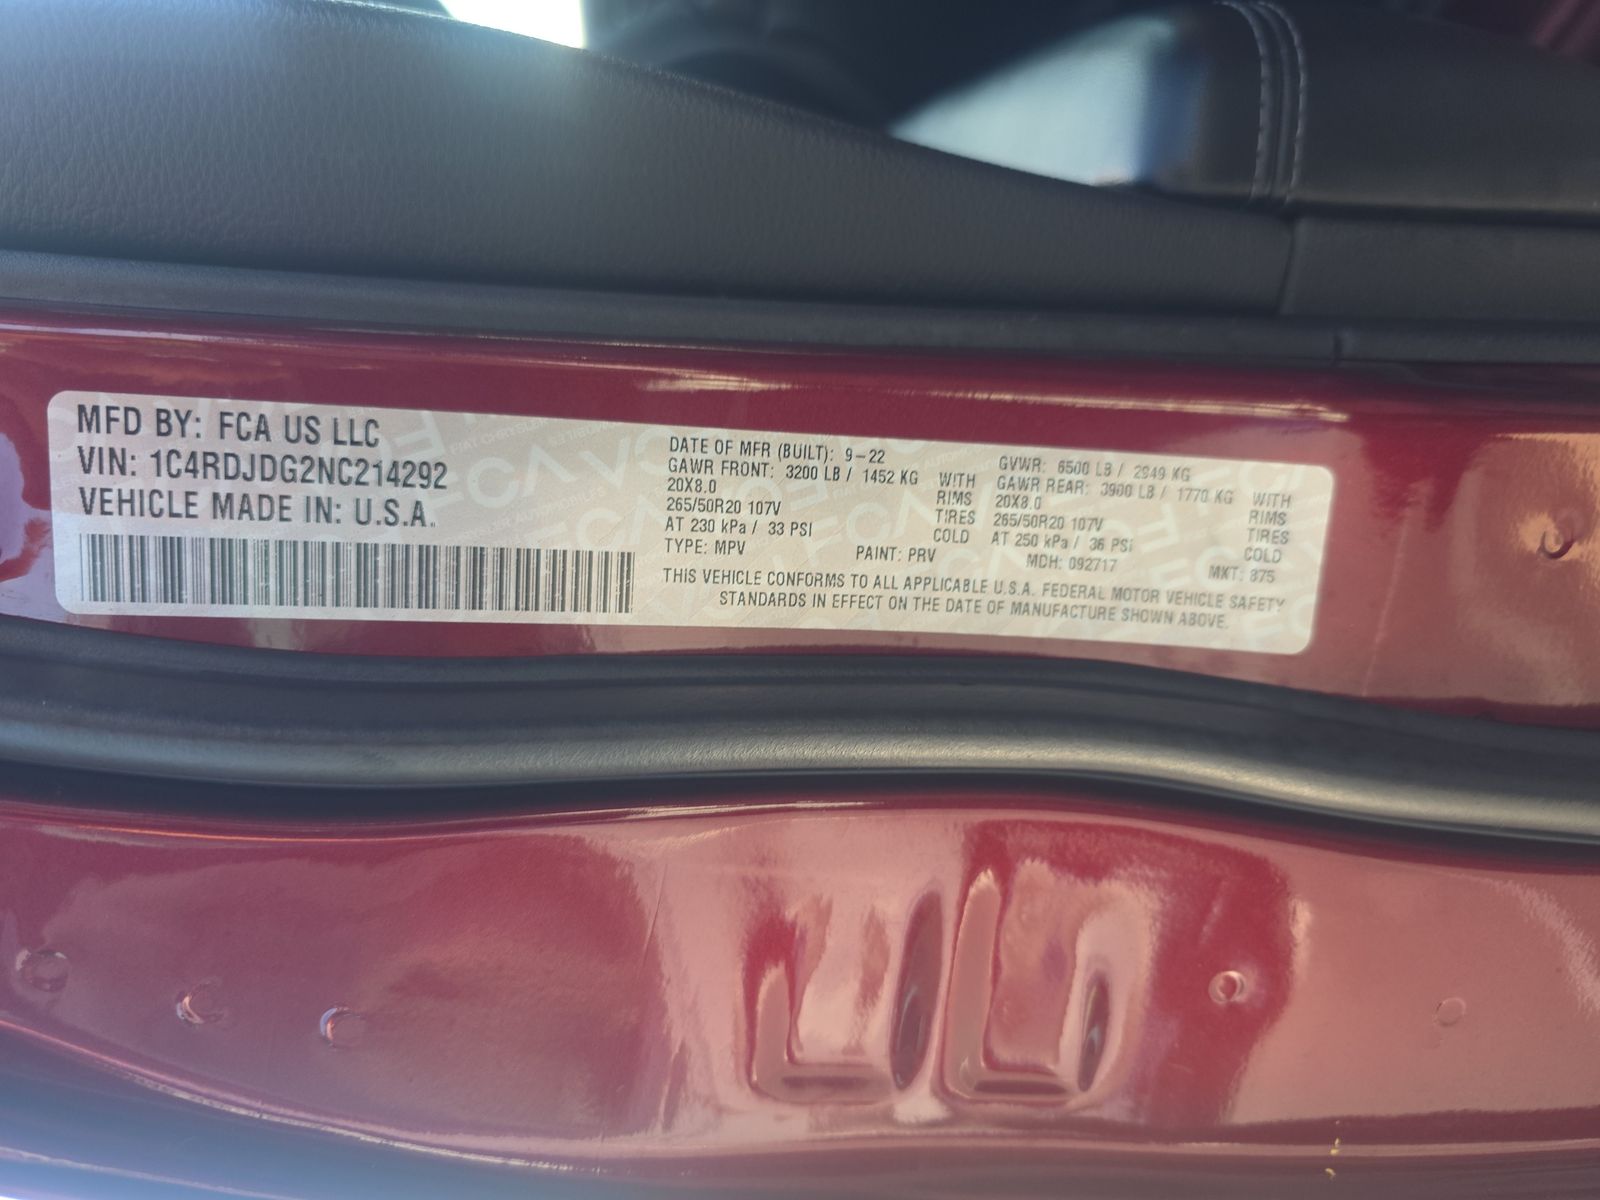 MFD BY: FCA US LLC
VIN: 1C4RDJDG2NC214292
VEHICLE MADE IN: U.S.A.
DATE OF MFR (BUILT): 9-22
GAWR FRONT: 3200 LB / 1452 KG WITH
20X8.0 RIMS
265/50R20 107V TIRES
AT 230 kPa / 33 PSI COLD
TYPE: MPV PAINT: PRV
GVWR: 6500 LB / 2949 KG
GAWR REAR: 3900 LB / 1770 KG WITH
20X8.0 RIMS
265/50R20 107V TIRES
AT 250 kPa / 36 PSI COLD
MDH: 092717 MKT: 875
THIS VEHICLE CONFORMS TO ALL APPLICABLE U.S.A. FEDERAL MOTOR VEHICLE SAFETY
STANDARDS IN EFFECT ON THE DATE OF MANUFACTURE SHOWN ABOVE.